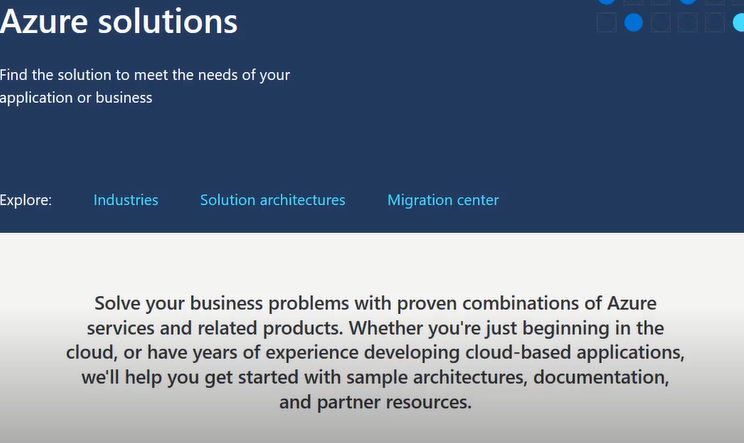 Azure solutions
Find the solution to meet the needs of your
application or business
Explore: Industries Solution architectures Migration center
Solve your business problems with proven combinations of Azure
services and related products. Whether you're just beginning in the
cloud, or have years of experience developing cloud-based applications,
we'll help you get started with sample architectures, documentation,
and partner resources.